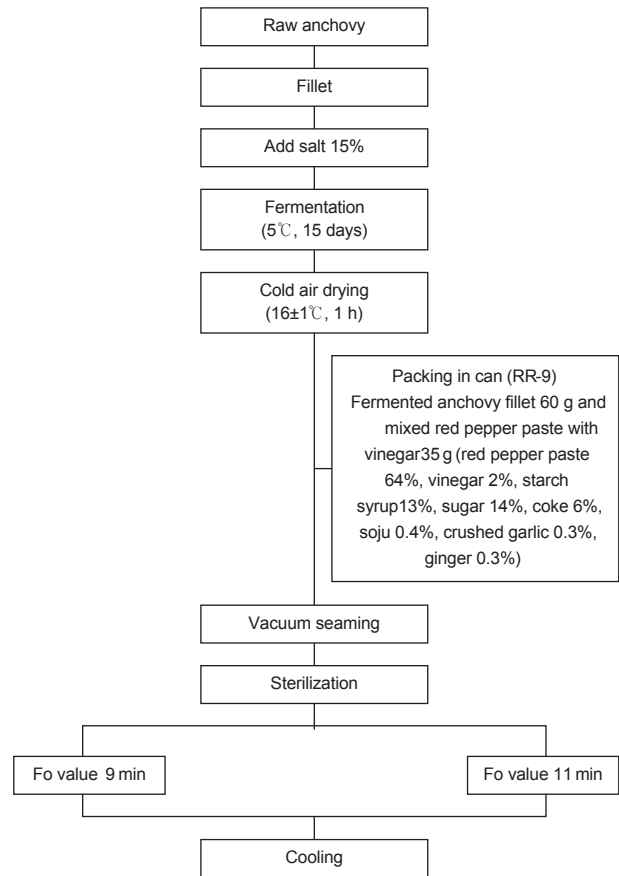 Raw anchovy
Fillet
Add salt 15%
Fermentation
(5℃, 15 days)
Cold air drying
(16±1℃, 1 h)
Packing in can (RR-9)
Fermented anchovy fillet 60 g and
mixed red pepper paste with
vinegar35 g (red pepper paste
64%, vinegar 2%, starch
syrup13%, sugar 14%, coke 6%,
soju 0.4%, crushed garlic 0.3%,
ginger 0.3%)
Vacuum seaming
Sterilization
Fo value 9 min
Fo value 11 min
Cooling